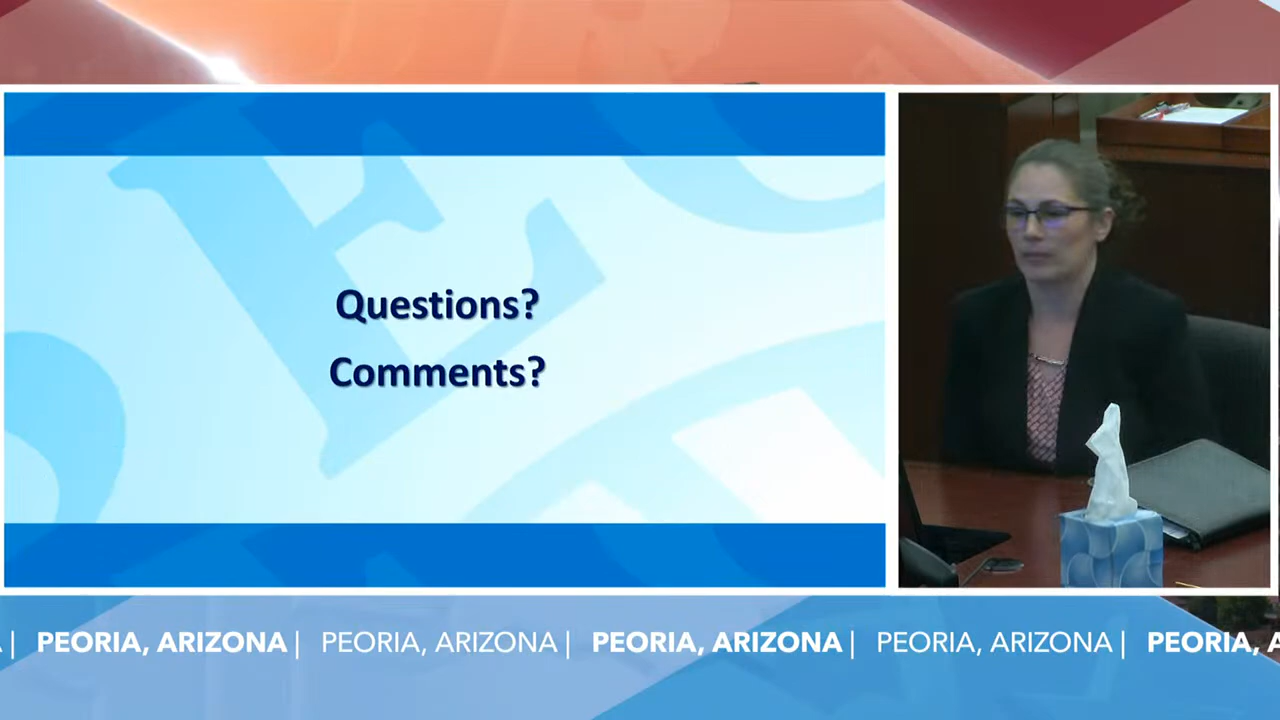 Questions?
Comments?
| PEORIA, ARIZONA | PEORIA, ARIZONA | PEORIA, ARIZONA | PEORIA, ARIZONA | PEORIA,